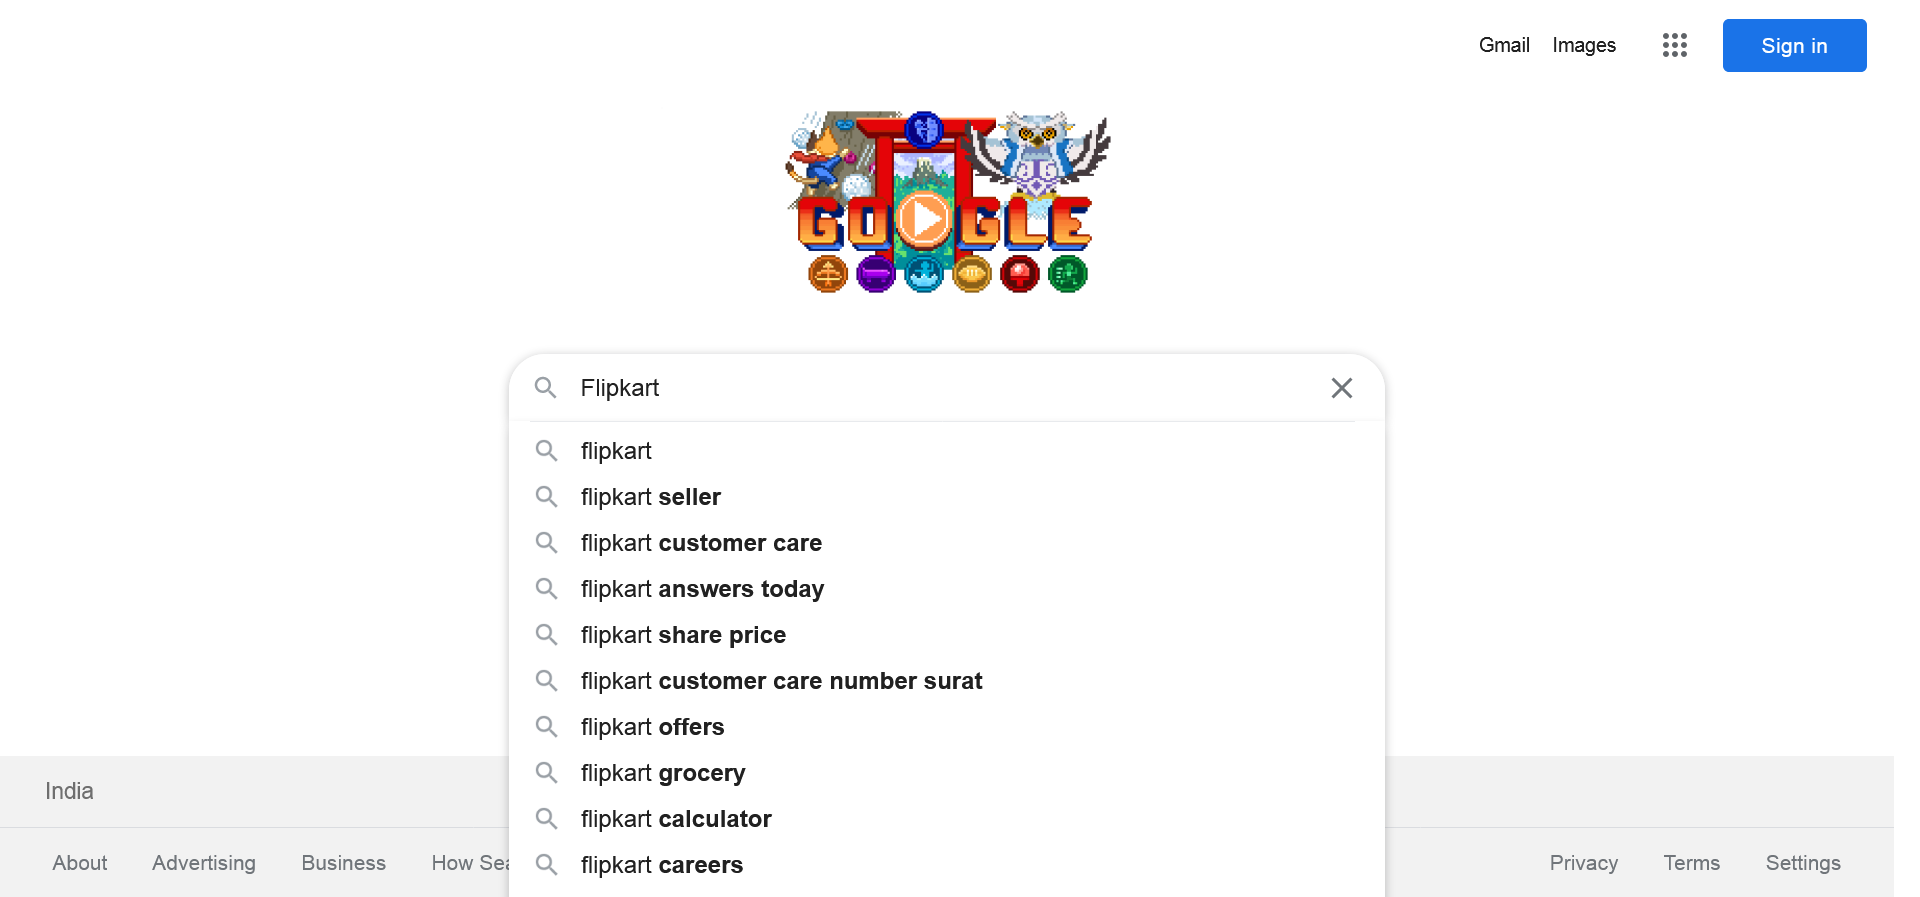 Gmail Images Sign in
GOOGLE
Flipkart
flipkart
flipkart seller
flipkart customer care
flipkart answers today
flipkart share price
flipkart customer care number surat
flipkart offers
flipkart grocery
flipkart calculator
flipkart careers
India
About Advertising Business How Sea Privacy Terms Settings